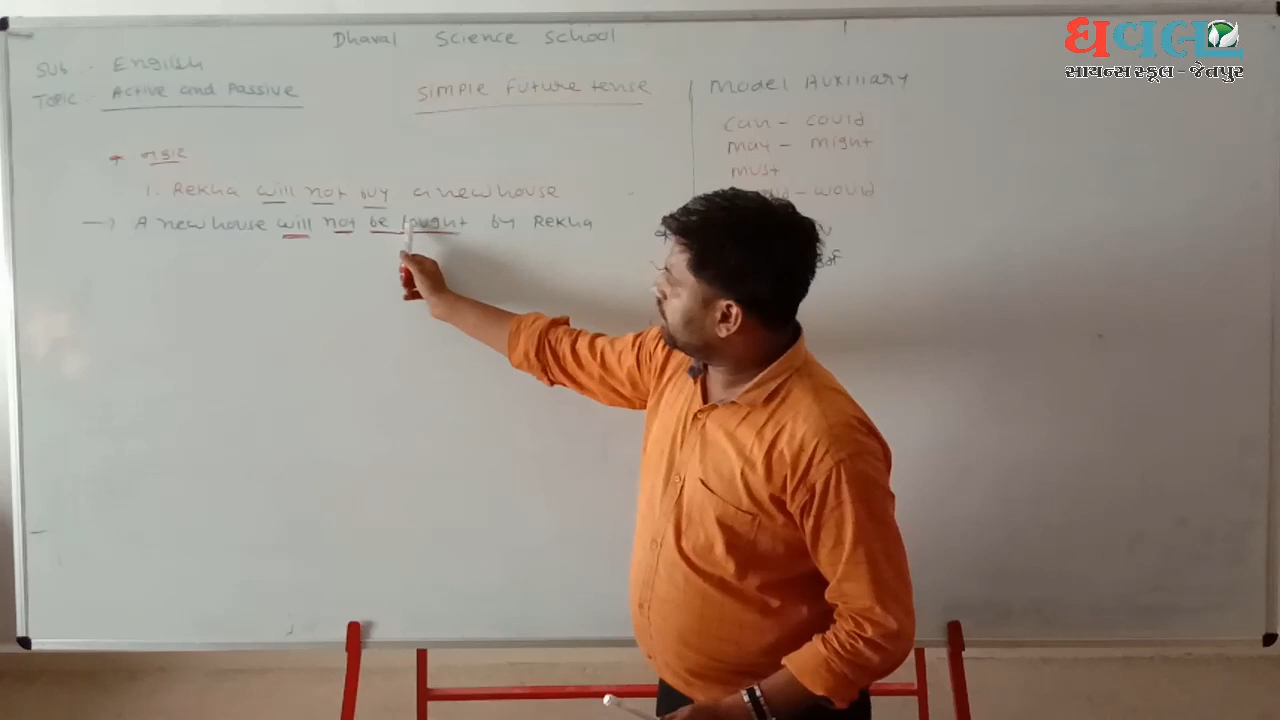 Dhaval Science School
ધવલ
સાયન્સ સ્કૂલ - જેતપુર
SUB :- English
TOPIC :- Active and Passive
Simple Future tense
* નકાર
1. Rekha will not buy a new house
→ A new house will not be bought by Rekha
Model Auxiliary
can - could
may - might
must
- would